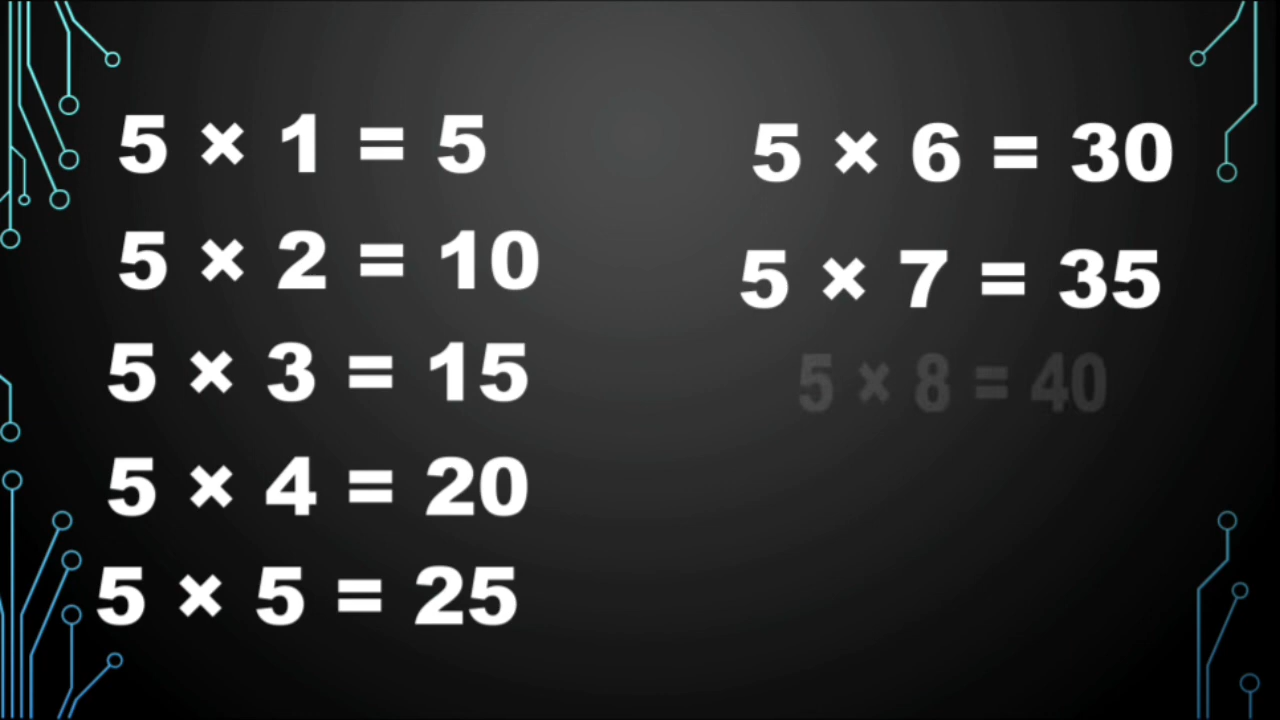 5 × 1 = 5
5 × 2 = 10
5 × 3 = 15
5 × 4 = 20
5 × 5 = 25
5 × 6 = 30
5 × 7 = 35
5 × 8 = 40